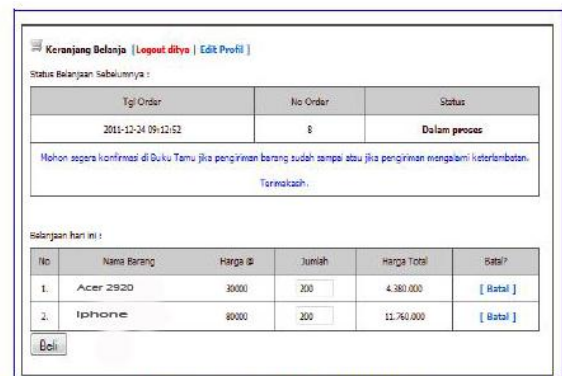 Keranjang Belanja [Logout ditya | Edit Profil ]
Status Belanjaan Sebelumnya :
Tgl Order No Order Status
2011-12-24 09:12:52 8 Dalam proses
Mohon segera konfirmasi di Buku Tamu jika pengiriman barang sudah sampai atau jika pengiriman mengalami keterlambatan.
Terimakasih.
Belanjaan hari ini :
No Nama Barang Harga @ Jumlah Harga Total Batal?
1. Acer 2920 30000 200 4.380.000 [ Batal ]
2. Iphone 80000 200 11.760.000 [ Batal ]
Beli